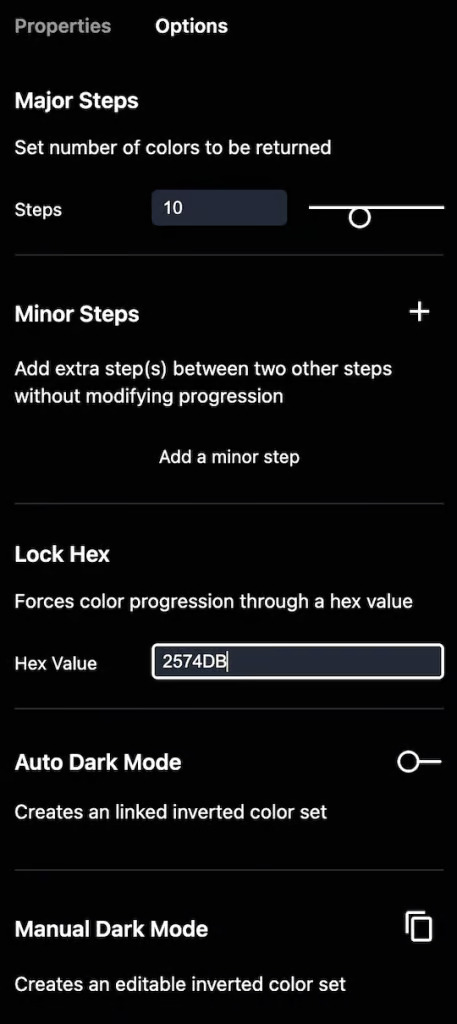 Properties Options
Major Steps
Set number of colors to be returned
Steps 10
Minor Steps
Add extra step(s) between two other steps
without modifying progression
Add a minor step
Lock Hex
Forces color progression through a hex value
Hex Value 2574DB
Auto Dark Mode
Creates an linked inverted color set
Manual Dark Mode
Creates an editable inverted color set